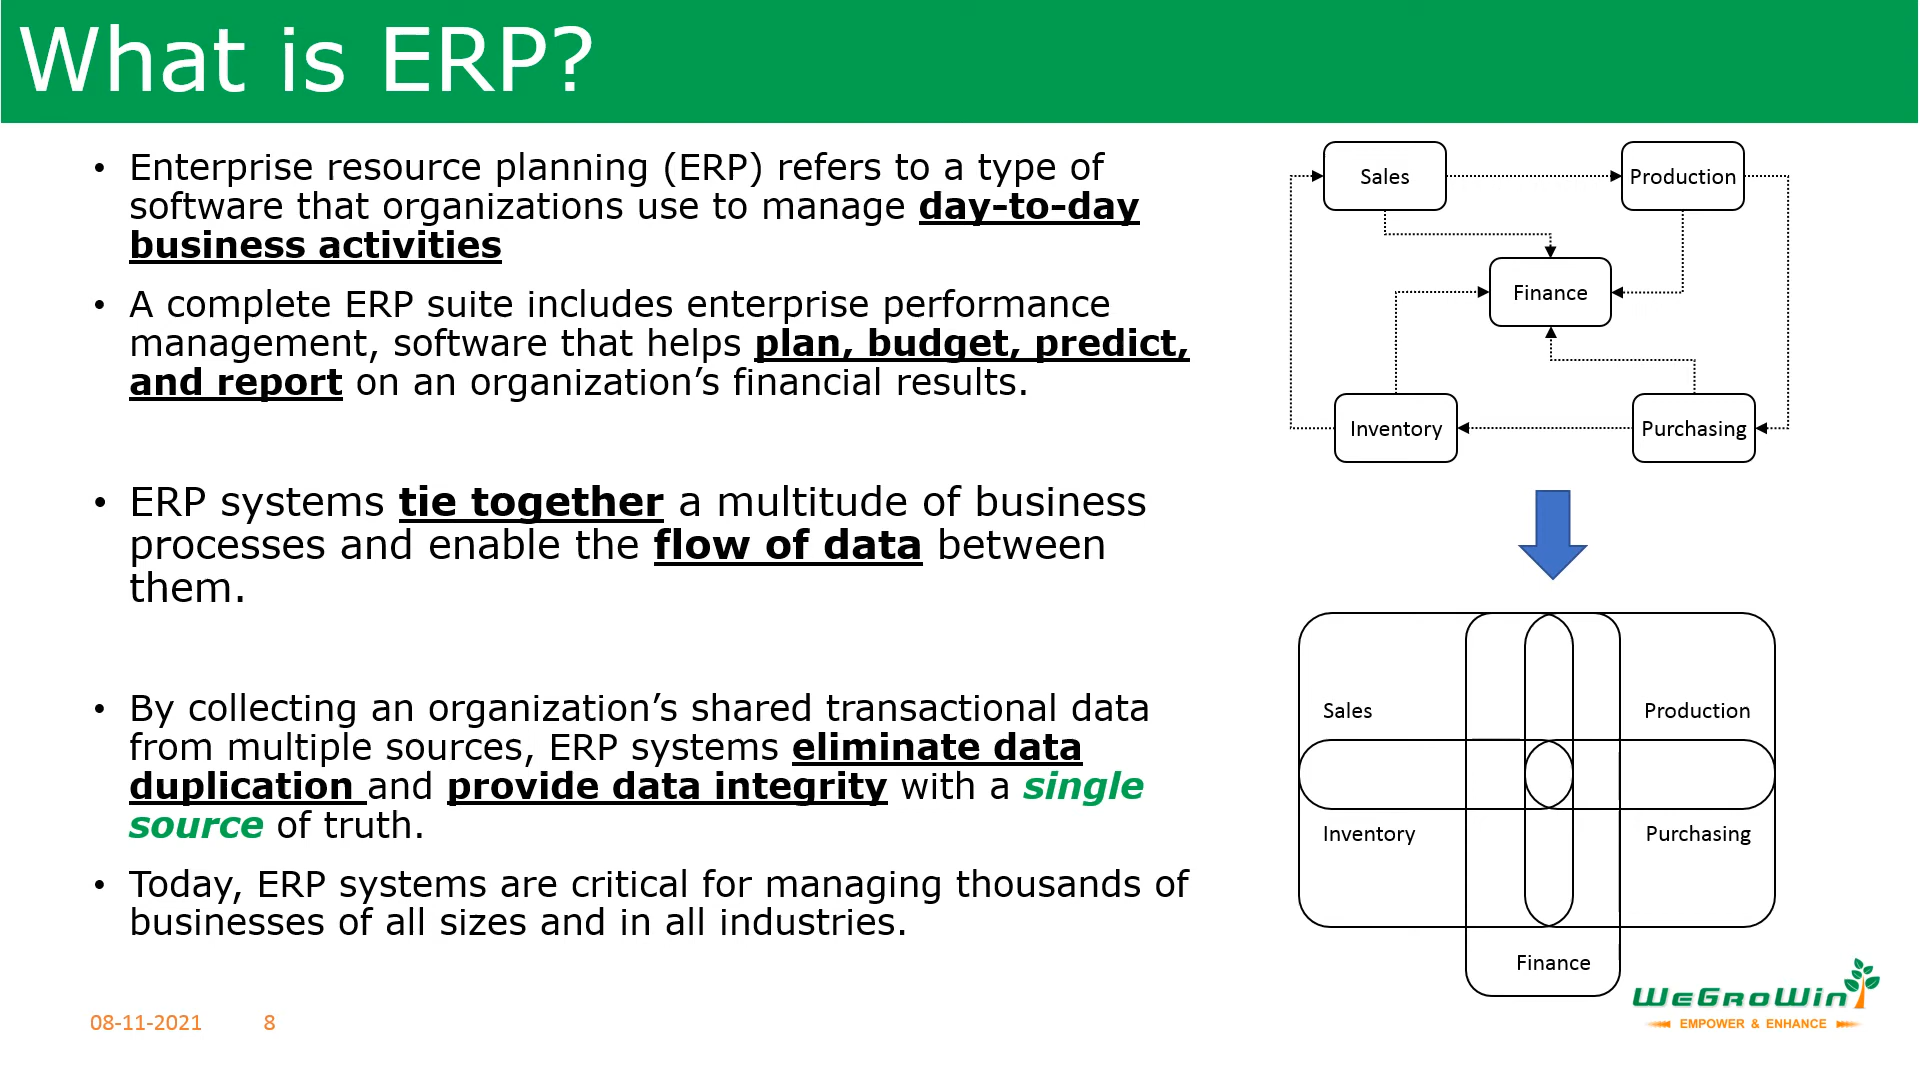 What is ERP?
• Enterprise resource planning (ERP) refers to a type of
software that organizations use to manage day-to-day
business activities
• A complete ERP suite includes enterprise performance
management, software that helps plan, budget, predict,
and report on an organization’s financial results.
• ERP systems tie together a multitude of business
processes and enable the flow of data between
them.
• By collecting an organization’s shared transactional data
from multiple sources, ERP systems eliminate data
duplication and provide data integrity with a single
source of truth.
• Today, ERP systems are critical for managing thousands of
businesses of all sizes and in all industries.
Sales
Production
Finance
Inventory
Purchasing
Sales
Production
Inventory
Purchasing
Finance
WeGroWin
EMPOWER & ENHANCE
08-11-2021
8